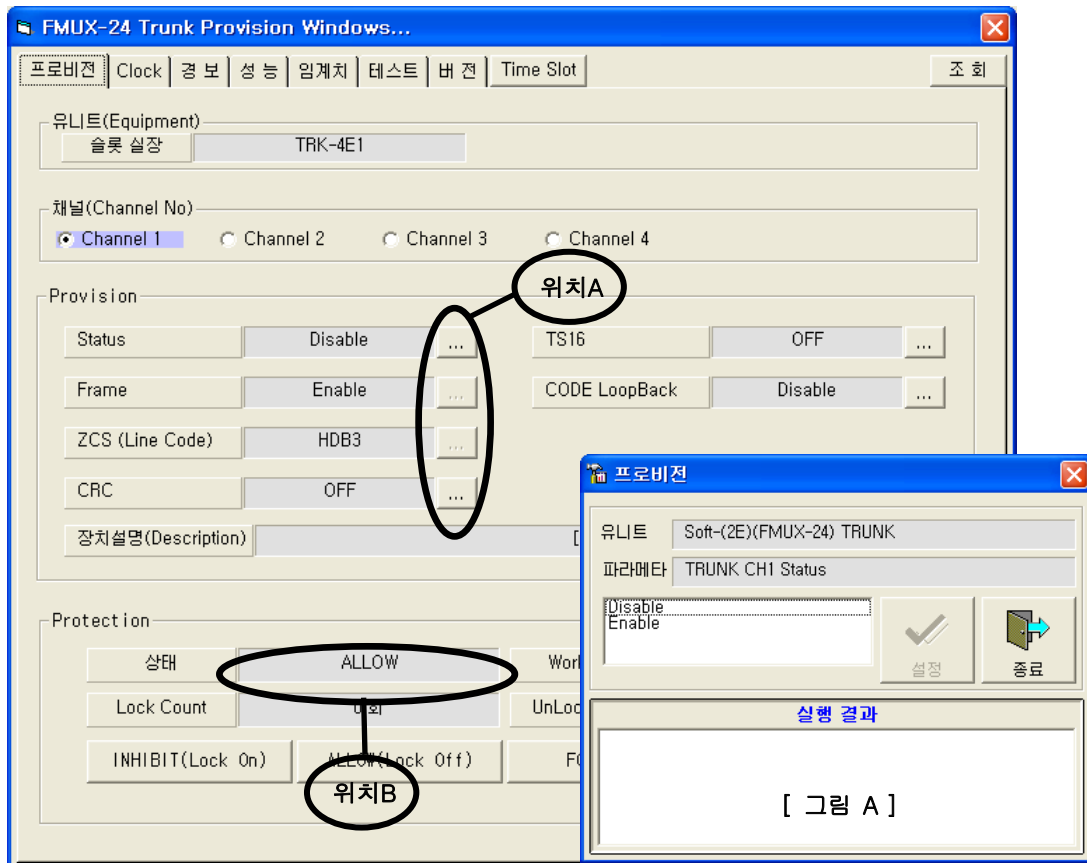 FMUX-24 Trunk Provision Windows...
프로비전 Clock 경 보 성 능 임계치 테스트 버 전 Time Slot 조 회
유니트(Equipment)
슬롯 실장 TRK-4E1
채널(Channel No)
Channel 1 Channel 2 Channel 3 Channel 4
위치A
Provision
Status Disable ... TS16 OFF ...
Frame Enable ... CODE LoopBack Disable ...
ZCS (Line Code) HDB3 ...
CRC OFF ...
장치설명(Description) [
Protection
상태 ALLOW Work
Lock Count UnLoc
INHIBIT(Lock On) ALLOW(Lock Off) FO
위치B
프로비전
유니트 Soft-(2E)(FMUX-24) TRUNK
파라메타 TRUNK CH1 Status
Disable
Enable
설정 종료
실행 결과
[ 그림 A ]